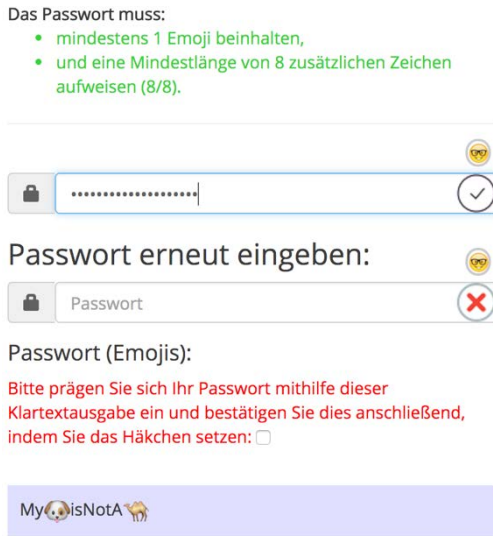 Das Passwort muss:
• mindestens 1 Emoji beinhalten,
• und eine Mindestlänge von 8 zusätzlichen Zeichen
aufweisen (8/8).
Passwort erneut eingeben:
Passwort
Passwort (Emojis):
Bitte prägen Sie sich Ihr Passwort mithilfe dieser
Klartextausgabe ein und bestätigen Sie dies anschließend,
indem Sie das Häkchen setzen:
My🐶isNotA🐪